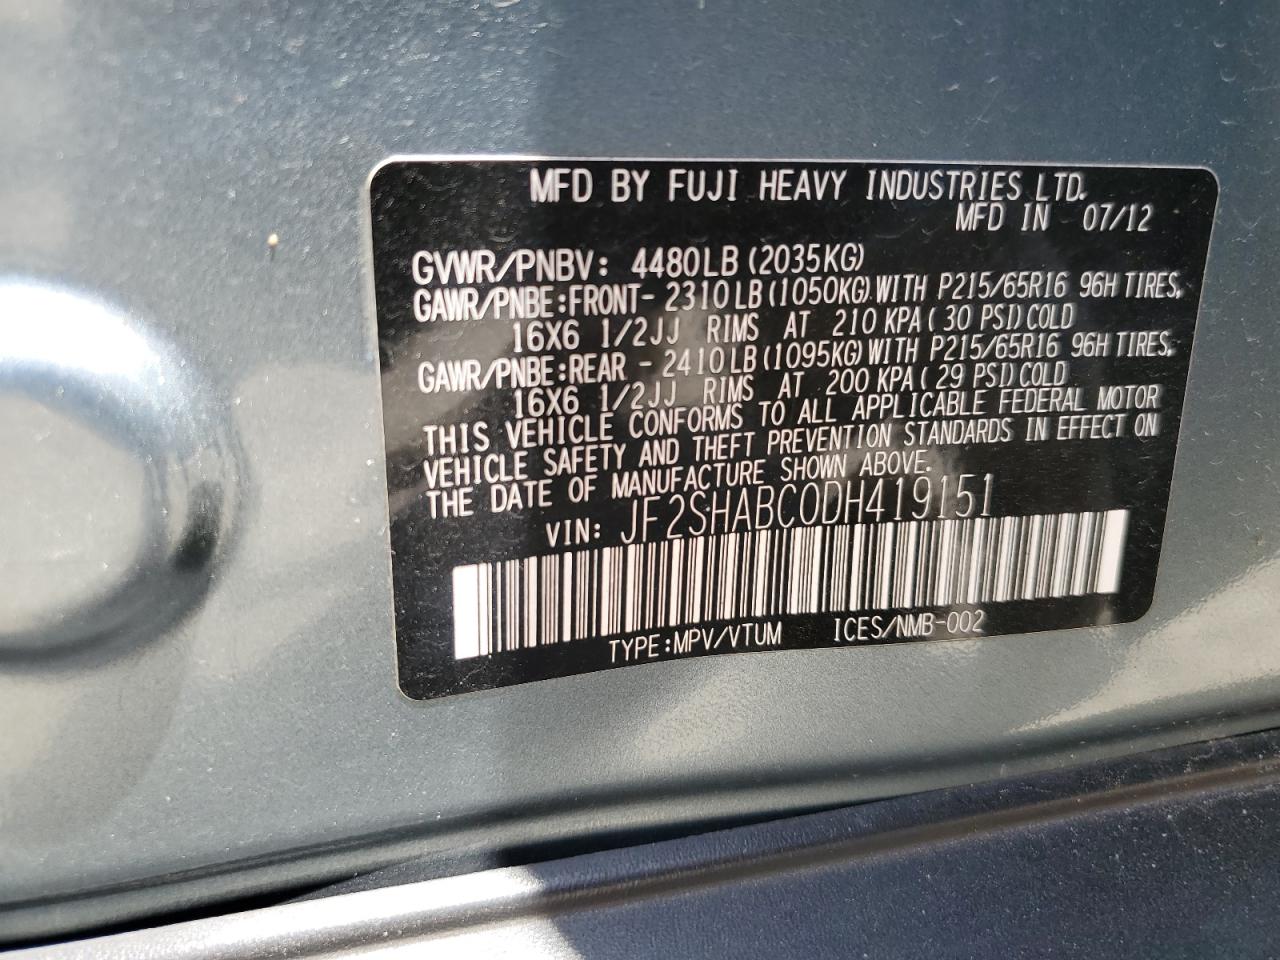 MFD BY FUJI HEAVY INDUSTRIES LTD.
MFD IN 07/12
GVWR/PNBV: 4480LB (2035KG)
GAWR/PNBE:FRONT- 2310LB (1050KG) WITH P215/65R16 96H TIRES,
16X6 1/2JJ RIMS AT 210 KPA( 30 PSI)COLD
GAWR/PNBE:REAR - 2410LB (1095KG) WITH P215/65R16 96H TIRES,
16X6 1/2JJ RIMS AT 200 KPA( 29 PSI)COLD
THIS VEHICLE CONFORMS TO ALL APPLICABLE FEDERAL MOTOR
VEHICLE SAFETY AND THEFT PREVENTION STANDARDS IN EFFECT ON
THE DATE OF MANUFACTURE SHOWN ABOVE.
VIN: JF2SHABC0DH419151
TYPE:MPV/VTUM ICES/NMB-002